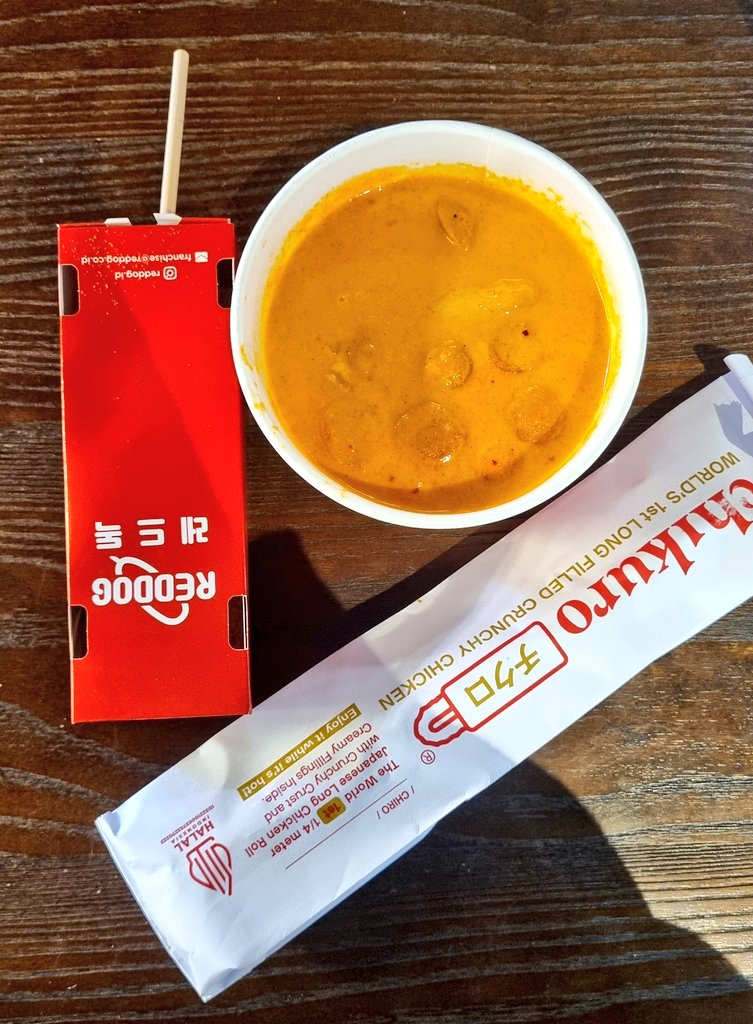 REDDOG
레드독
reddog.id
franchise@reddog.co.id
chikuro
WORLD'S 1st LONG FILLED CRUNCHY CHICKEN
チクロ
®
/ CHIRO /
The World 1st 1/4 meter
Japanese Long Chicken Roll
with Crunchy Crust and
Creamy Fillings Inside.
Enjoy it while it's hot!
HALAL
INDONESIA